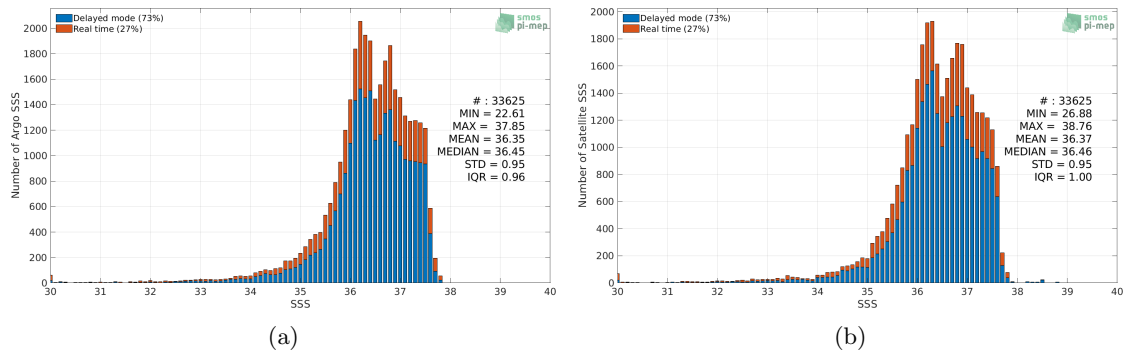 Delayed mode (73%)
Real time (27%)
smos
pi-mep
Number of Argo SSS
2000
1800
1600
1400
1200
1000
800
600
400
200
0
# : 33625
MIN = 22.61
MAX = 37.85
MEAN = 36.35
MEDIAN = 36.45
STD = 0.95
IQR = 0.96
30 31 32 33 34 35 36 37 38 39 40
SSS
(a)
Delayed mode (73%)
Real time (27%)
smos
pi-mep
Number of Satellite SSS
2000
1800
1600
1400
1200
1000
800
600
400
200
0
# : 33625
MIN = 26.88
MAX = 38.76
MEAN = 36.37
MEDIAN = 36.46
STD = 0.95
IQR = 1.00
30 31 32 33 34 35 36 37 38 39 40
SSS
(b)